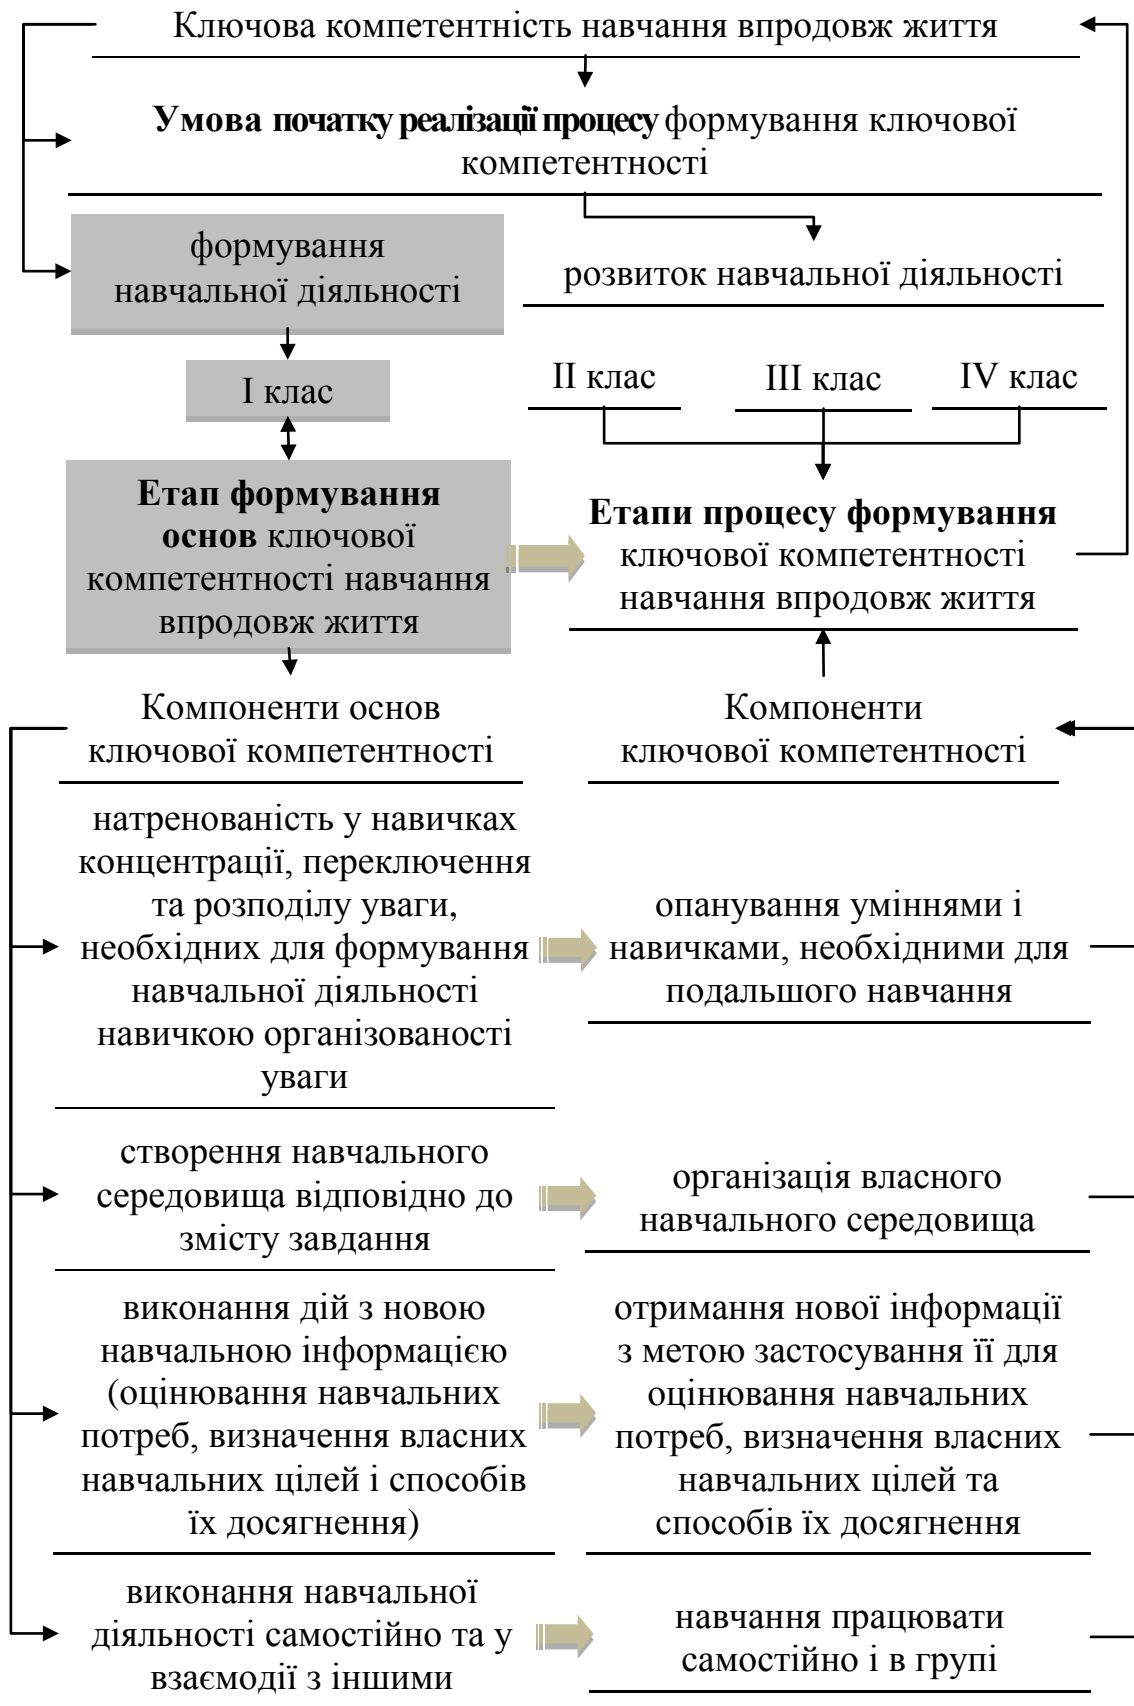 Ключова компетентність навчання впродовж життя
Умова початку реалізації процесу формування ключової
компетентності
формування
навчальної діяльності
розвиток навчальної діяльності
І клас
ІІ клас
ІІІ клас
ІV клас
Етап формування
основ ключової
компетентності навчання
впродовж життя
Етапи процесу формування
ключової компетентності
навчання впродовж життя
Компоненти основ
ключової компетентності
Компоненти
ключової компетентності
натренованість у навичках
концентрації, переключення
та розподілу уваги,
необхідних для формування
навчальної діяльності
навичкою організованості
уваги
опанування уміннями і
навичками, необхідними для
подальшого навчання
створення навчального
середовища відповідно до
змісту завдання
організація власного
навчального середовища
виконання дій з новою
навчальною інформацією
(оцінювання навчальних
потреб, визначення власних
навчальних цілей і способів
їх досягнення)
отримання нової інформації
з метою застосування її для
оцінювання навчальних
потреб, визначення власних
навчальних цілей та
способів їх досягнення
виконання навчальної
діяльності самостійно та у
взаємодії з іншими
навчання працювати
самостійно і в групі